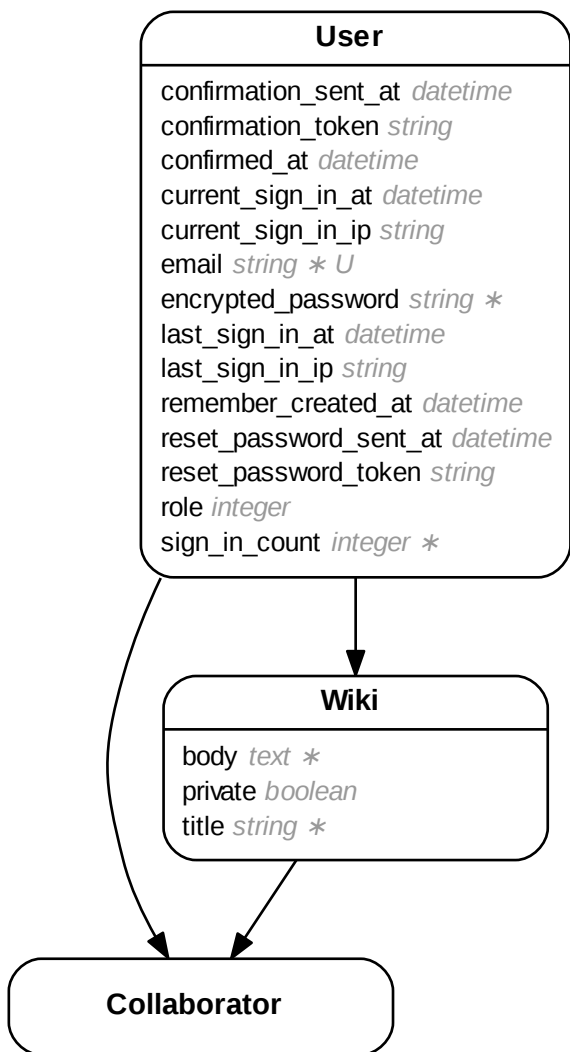 User
confirmation_sent_at datetime
confirmation_token string
confirmed_at datetime
current_sign_in_at datetime
current_sign_in_ip string
email string ∗ U
encrypted_password string ∗
last_sign_in_at datetime
last_sign_in_ip string
remember_created_at datetime
reset_password_sent_at datetime
reset_password_token string
role integer
sign_in_count integer ∗
Wiki
body text ∗
private boolean
title string ∗
Collaborator